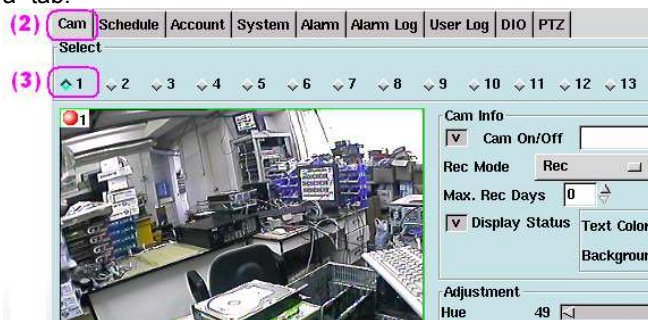 a tab.
(2) Cam Schedule Account System Alarm Alarm Log User Log DIO PTZ
Select
(3) 1 2 3 4 5 6 7 8 9 10 11 12 13
1
Cam Info
V Cam On/Off
Rec Mode Rec
Max. Rec Days 0
V Display Status Text Color
Backgroun
Adjustment
Hue 49